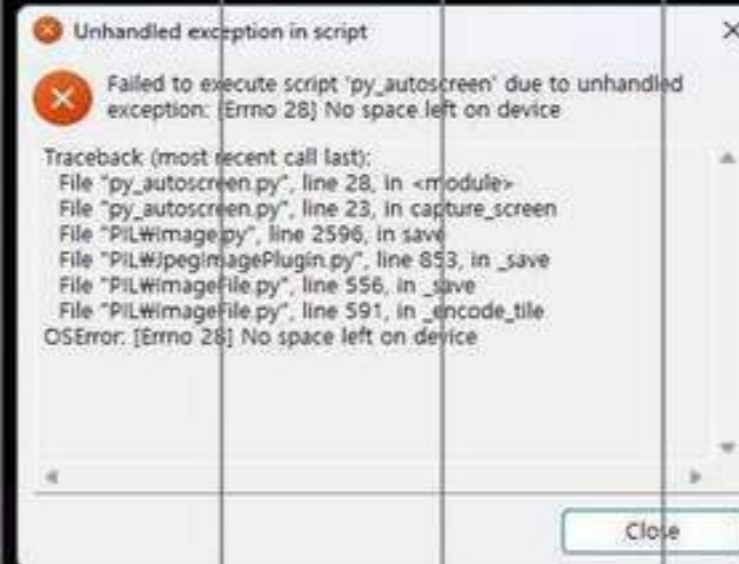 Unhandled exception in script
Failed to execute script 'py_autoscreen' due to unhandled
exception: [Errno 28] No space left on device
Traceback (most recent call last):
File "py_autoscreen.py", line 28, in <module>
File "py_autoscreen.py", line 23, in capture_screen
File "PIL₩Image.py", line 2596, in save
File "PIL₩JpegImagePlugin.py", line 853, in _save
File "PIL₩ImageFile.py", line 556, in _save
File "PIL₩ImageFile.py", line 591, in _encode_tile
OSError: [Errno 28] No space left on device
Close